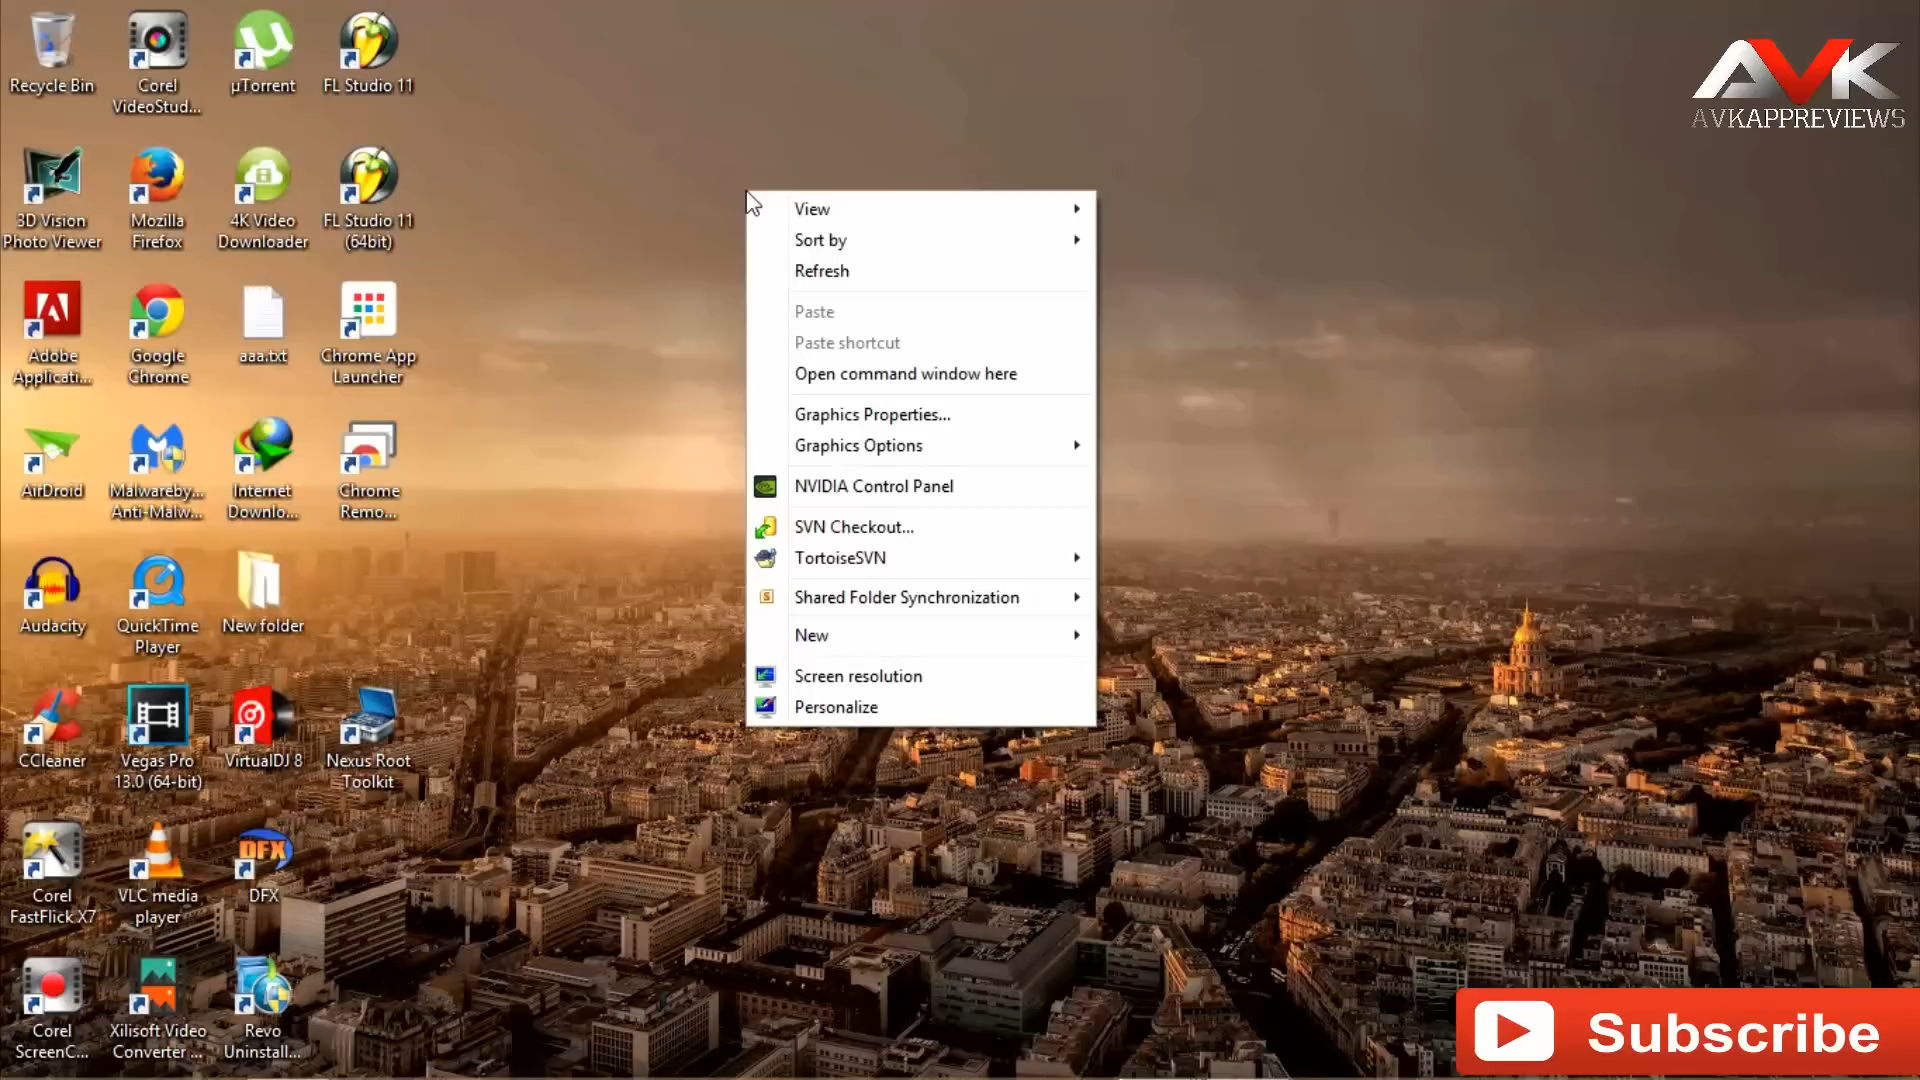 Recycle Bin
Corel
VideoStud...
µTorrent
FL Studio 11
AVK
AVKAPPREVIEWS
3D Vision
Photo Viewer
Mozilla
Firefox
4K Video
Downloader
FL Studio 11
(64bit)
View
Sort by
Refresh
Paste
Paste shortcut
Open command window here
Graphics Properties...
Graphics Options
NVIDIA Control Panel
SVN Checkout...
TortoiseSVN
Shared Folder Synchronization
New
Screen resolution
Personalize
Adobe
Applicati...
Google
Chrome
aaa.txt
Chrome App
Launcher
AirDroid
Malwareby...
Anti-Malw...
Internet
Downlo...
Chrome
Remo...
Audacity
QuickTime
Player
New folder
CCleaner
Vegas Pro
13.0 (64-bit)
VirtualDJ 8
Nexus Root
Toolkit
Corel
FastFlick X7
VLC media
player
DFX
DFX
Corel
ScreenC...
Xilisoft Video
Converter ...
Revo
Uninstall...
Subscribe